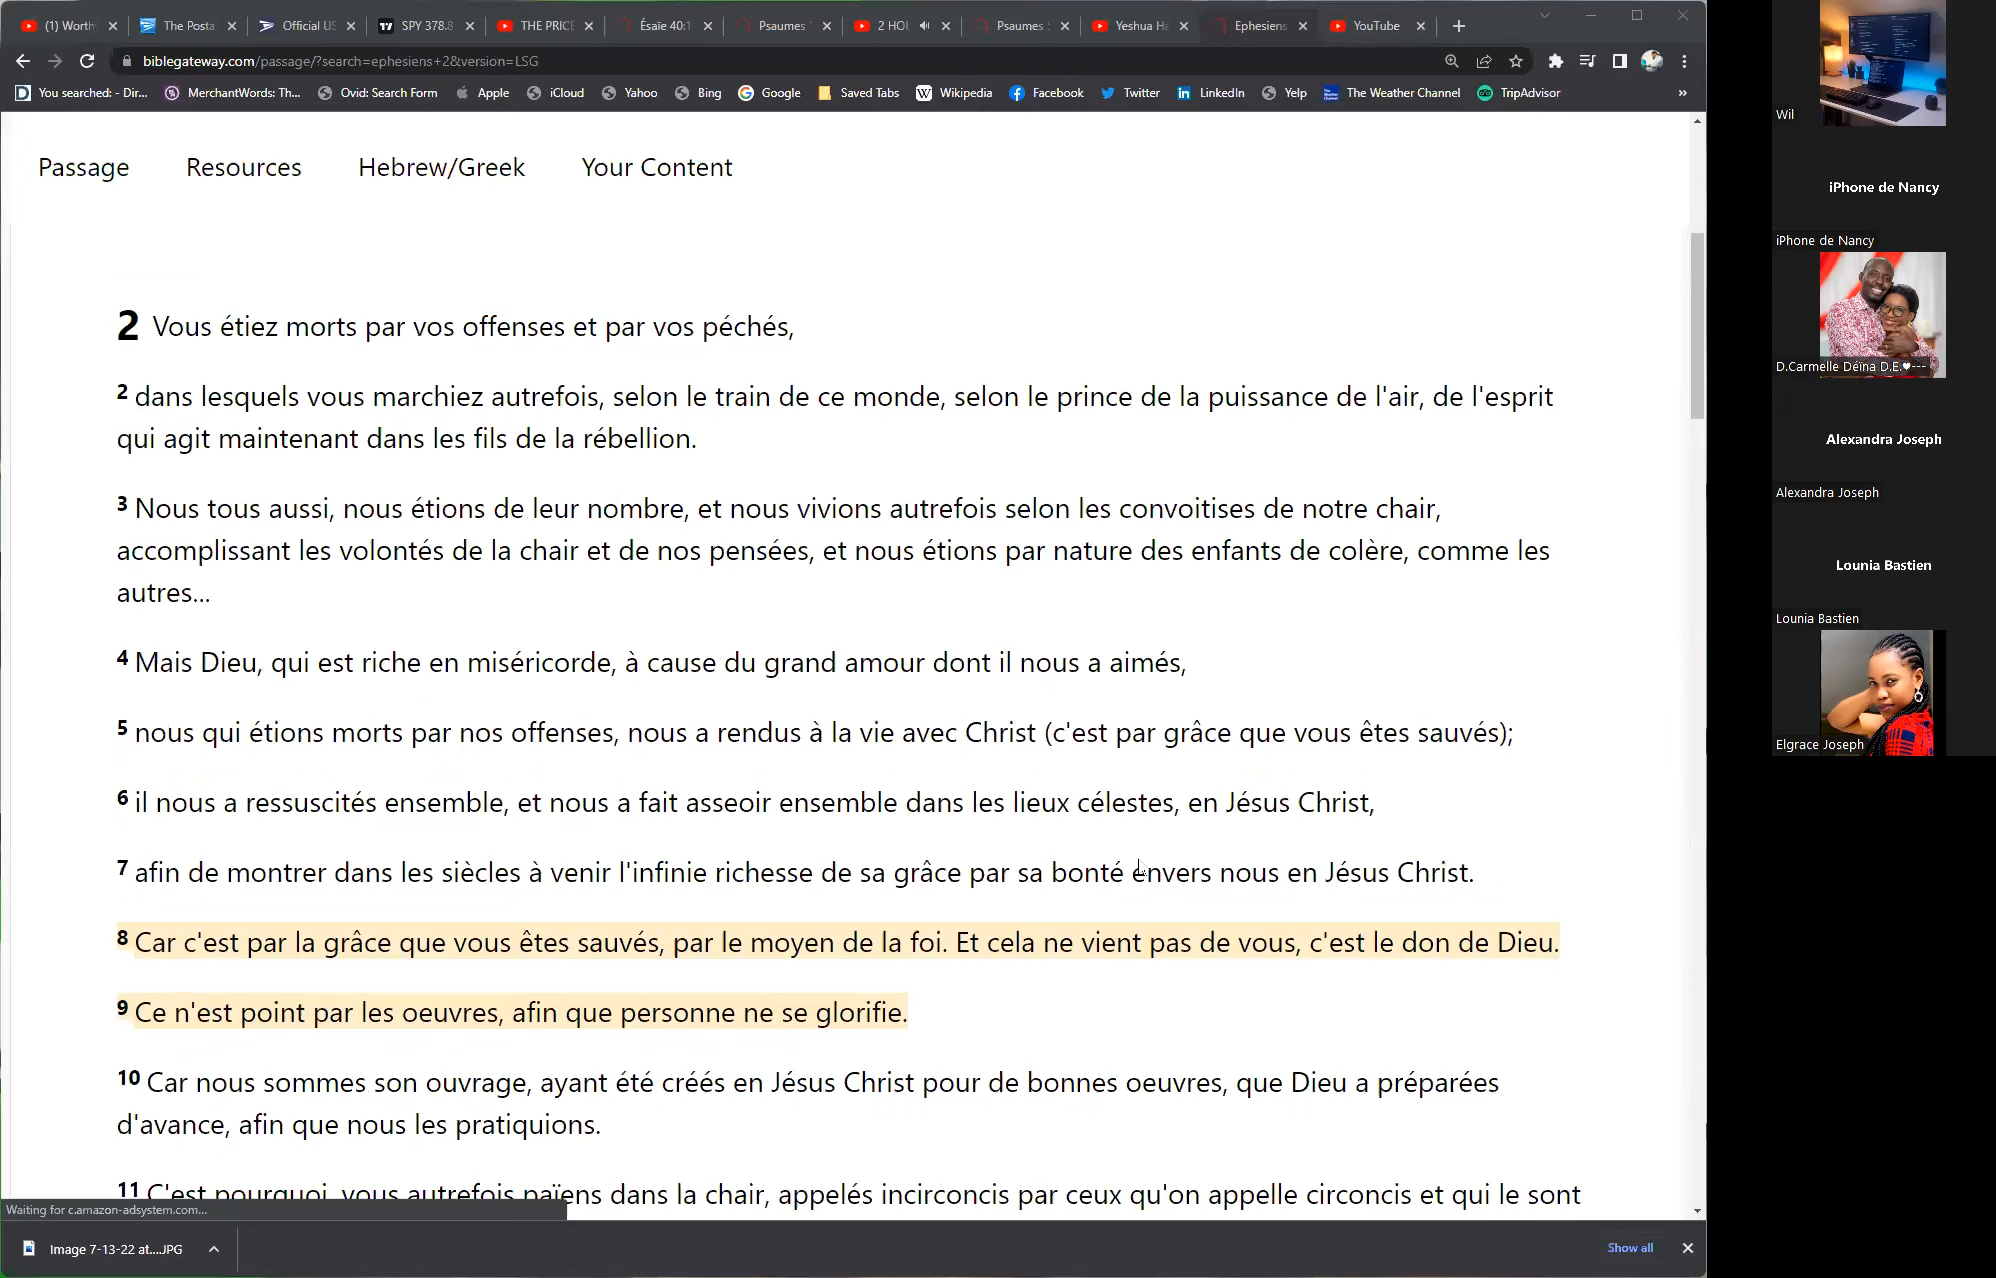 (1) Worth
The Posta
Official US
SPY 378.8
THE PRICE
Ésaïe 40:1
Psaumes
2 HOU
Psaumes
Yeshua Ha
Ephesiens
YouTube
biblegateway.com/passage/?search=ephesiens+2&version=LSG
You searched: - Dir...
MerchantWords: Th...
Ovid: Search Form
Apple
iCloud
Yahoo
Bing
Google
Saved Tabs
Wikipedia
Facebook
Twitter
LinkedIn
Yelp
The Weather Channel
TripAdvisor
»
Passage
Resources
Hebrew/Greek
Your Content
2 Vous étiez morts par vos offenses et par vos péchés,
2 dans lesquels vous marchiez autrefois, selon le train de ce monde, selon le prince de la puissance de l'air, de l'esprit
qui agit maintenant dans les fils de la rébellion.
3 Nous tous aussi, nous étions de leur nombre, et nous vivions autrefois selon les convoitises de notre chair,
accomplissant les volontés de la chair et de nos pensées, et nous étions par nature des enfants de colère, comme les
autres...
4 Mais Dieu, qui est riche en miséricorde, à cause du grand amour dont il nous a aimés,
5 nous qui étions morts par nos offenses, nous a rendus à la vie avec Christ (c'est par grâce que vous êtes sauvés);
6 il nous a ressuscités ensemble, et nous a fait asseoir ensemble dans les lieux célestes, en Jésus Christ,
7 afin de montrer dans les siècles à venir l'infinie richesse de sa grâce par sa bonté envers nous en Jésus Christ.
8 Car c'est par la grâce que vous êtes sauvés, par le moyen de la foi. Et cela ne vient pas de vous, c'est le don de Dieu.
9 Ce n'est point par les oeuvres, afin que personne ne se glorifie.
10 Car nous sommes son ouvrage, ayant été créés en Jésus Christ pour de bonnes oeuvres, que Dieu a préparées
d'avance, afin que nous les pratiquions.
11 C'est pourquoi, vous autrefois païens dans la chair, appelés incirconcis par ceux qu'on appelle circoncis et qui le sont
Waiting for c.amazon-adsystem.com...
Image 7-13-22 at....JPG
Show all
Wil
iPhone de Nancy
iPhone de Nancy
D.Carmelle Déïna D.E.♥---
Alexandra Joseph
Alexandra Joseph
Lounia Bastien
Lounia Bastien
Elgrace Joseph